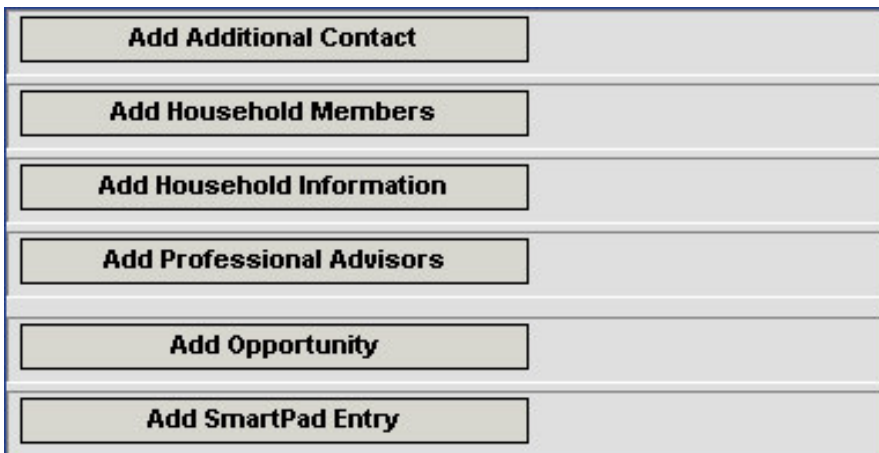 Add Additional Contact
Add Household Members
Add Household Information
Add Professional Advisors
Add Opportunity
Add SmartPad Entry